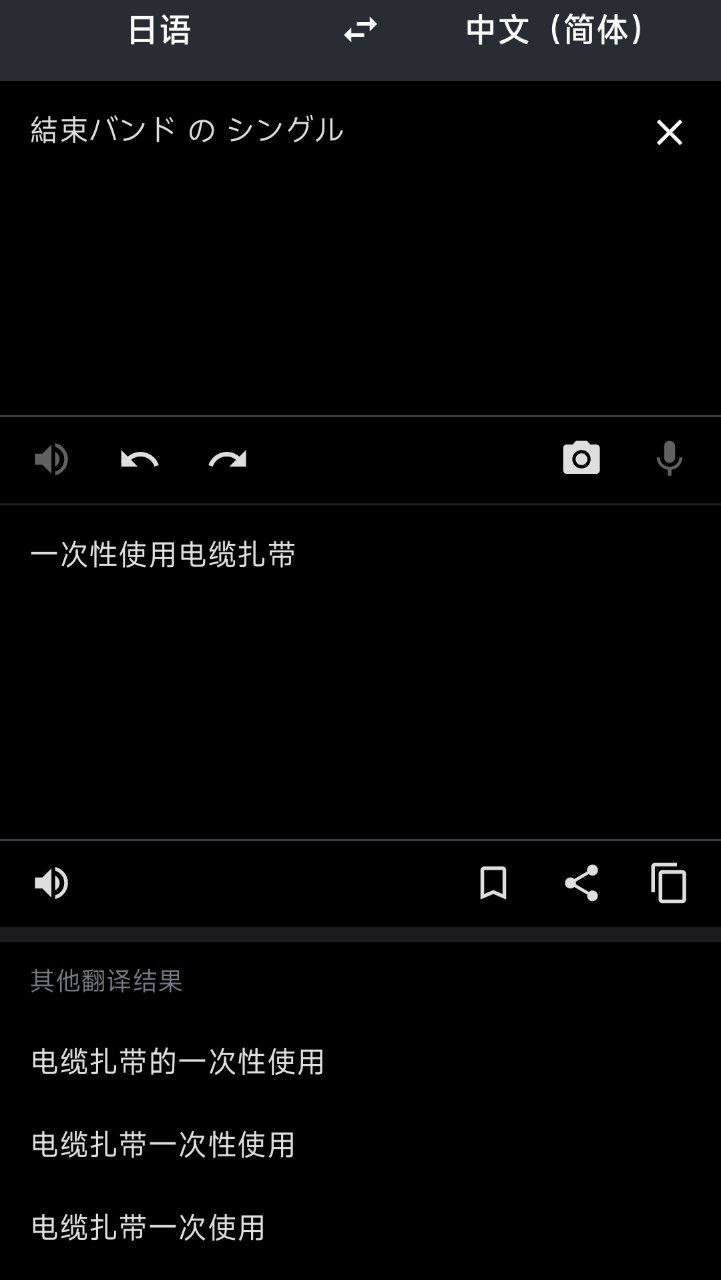 日语 中文（简体）
結束バンド の シングル
一次性使用电缆扎带
其他翻译结果
电缆扎带的一次性使用
电缆扎带一次性使用
电缆扎带一次使用